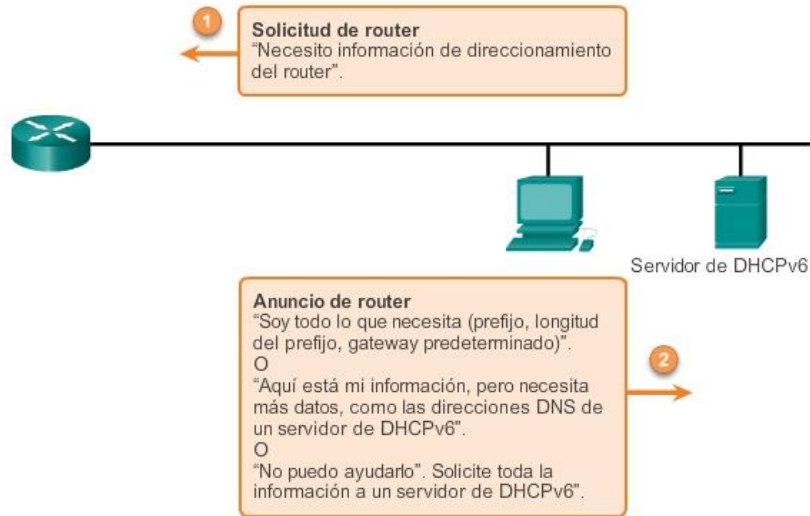 1
Solicitud de router
“Necesito información de direccionamiento
del router”.
Servidor de DHCPv6
Anuncio de router
“Soy todo lo que necesita (prefijo, longitud
del prefijo, gateway predeterminado)”.
O
“Aquí está mi información, pero necesita
más datos, como las direcciones DNS de
un servidor de DHCPv6”.
O
“No puedo ayudarlo”. Solicite toda la
información a un servidor de DHCPv6”.
2